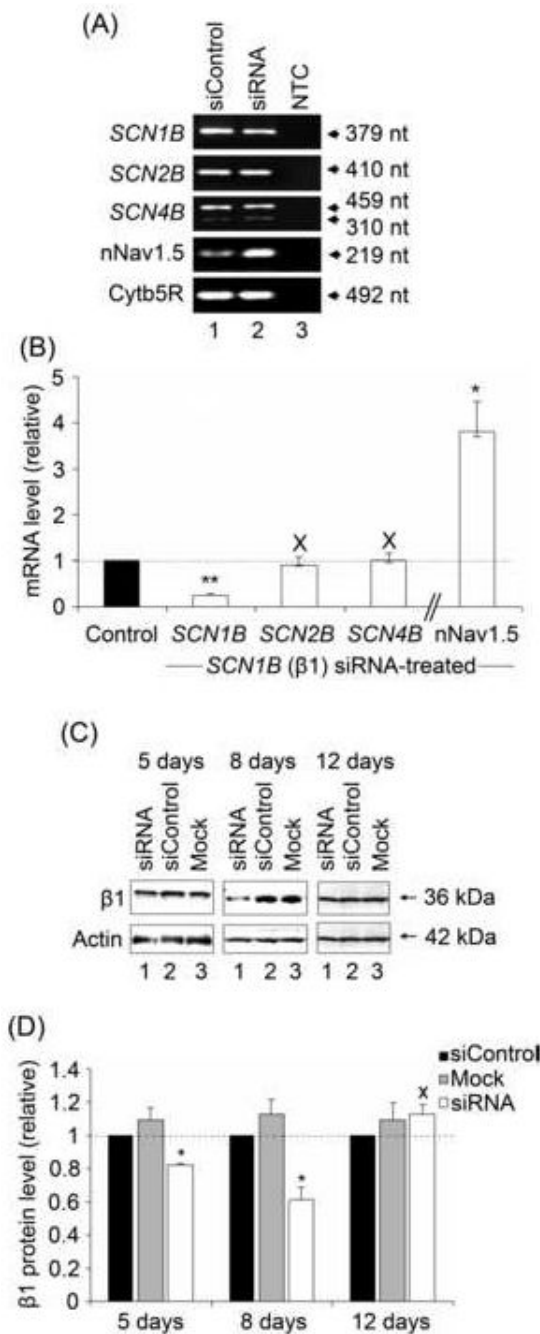 (A)
siControl siRNA NTC
SCN1B 379 nt
SCN2B 410 nt
SCN4B 459 nt
310 nt
nNav1.5 219 nt
Cytb5R 492 nt
1 2 3
(B)
mRNA level (relative)
5
4
3
2
1
0
* ** X X
Control SCN1B SCN2B SCN4B nNav1.5
SCN1B (β1) siRNA-treated
(C)
5 days 8 days 12 days
siRNA siControl Mock siRNA siControl Mock siRNA siControl Mock
β1 36 kDa
Actin 42 kDa
1 2 3 1 2 3 1 2 3
(D)
β1 protein level (relative)
1.4
1.2
1
0.8
0.6
0.4
0.2
0
siControl
Mock
siRNA
* * X
5 days 8 days 12 days